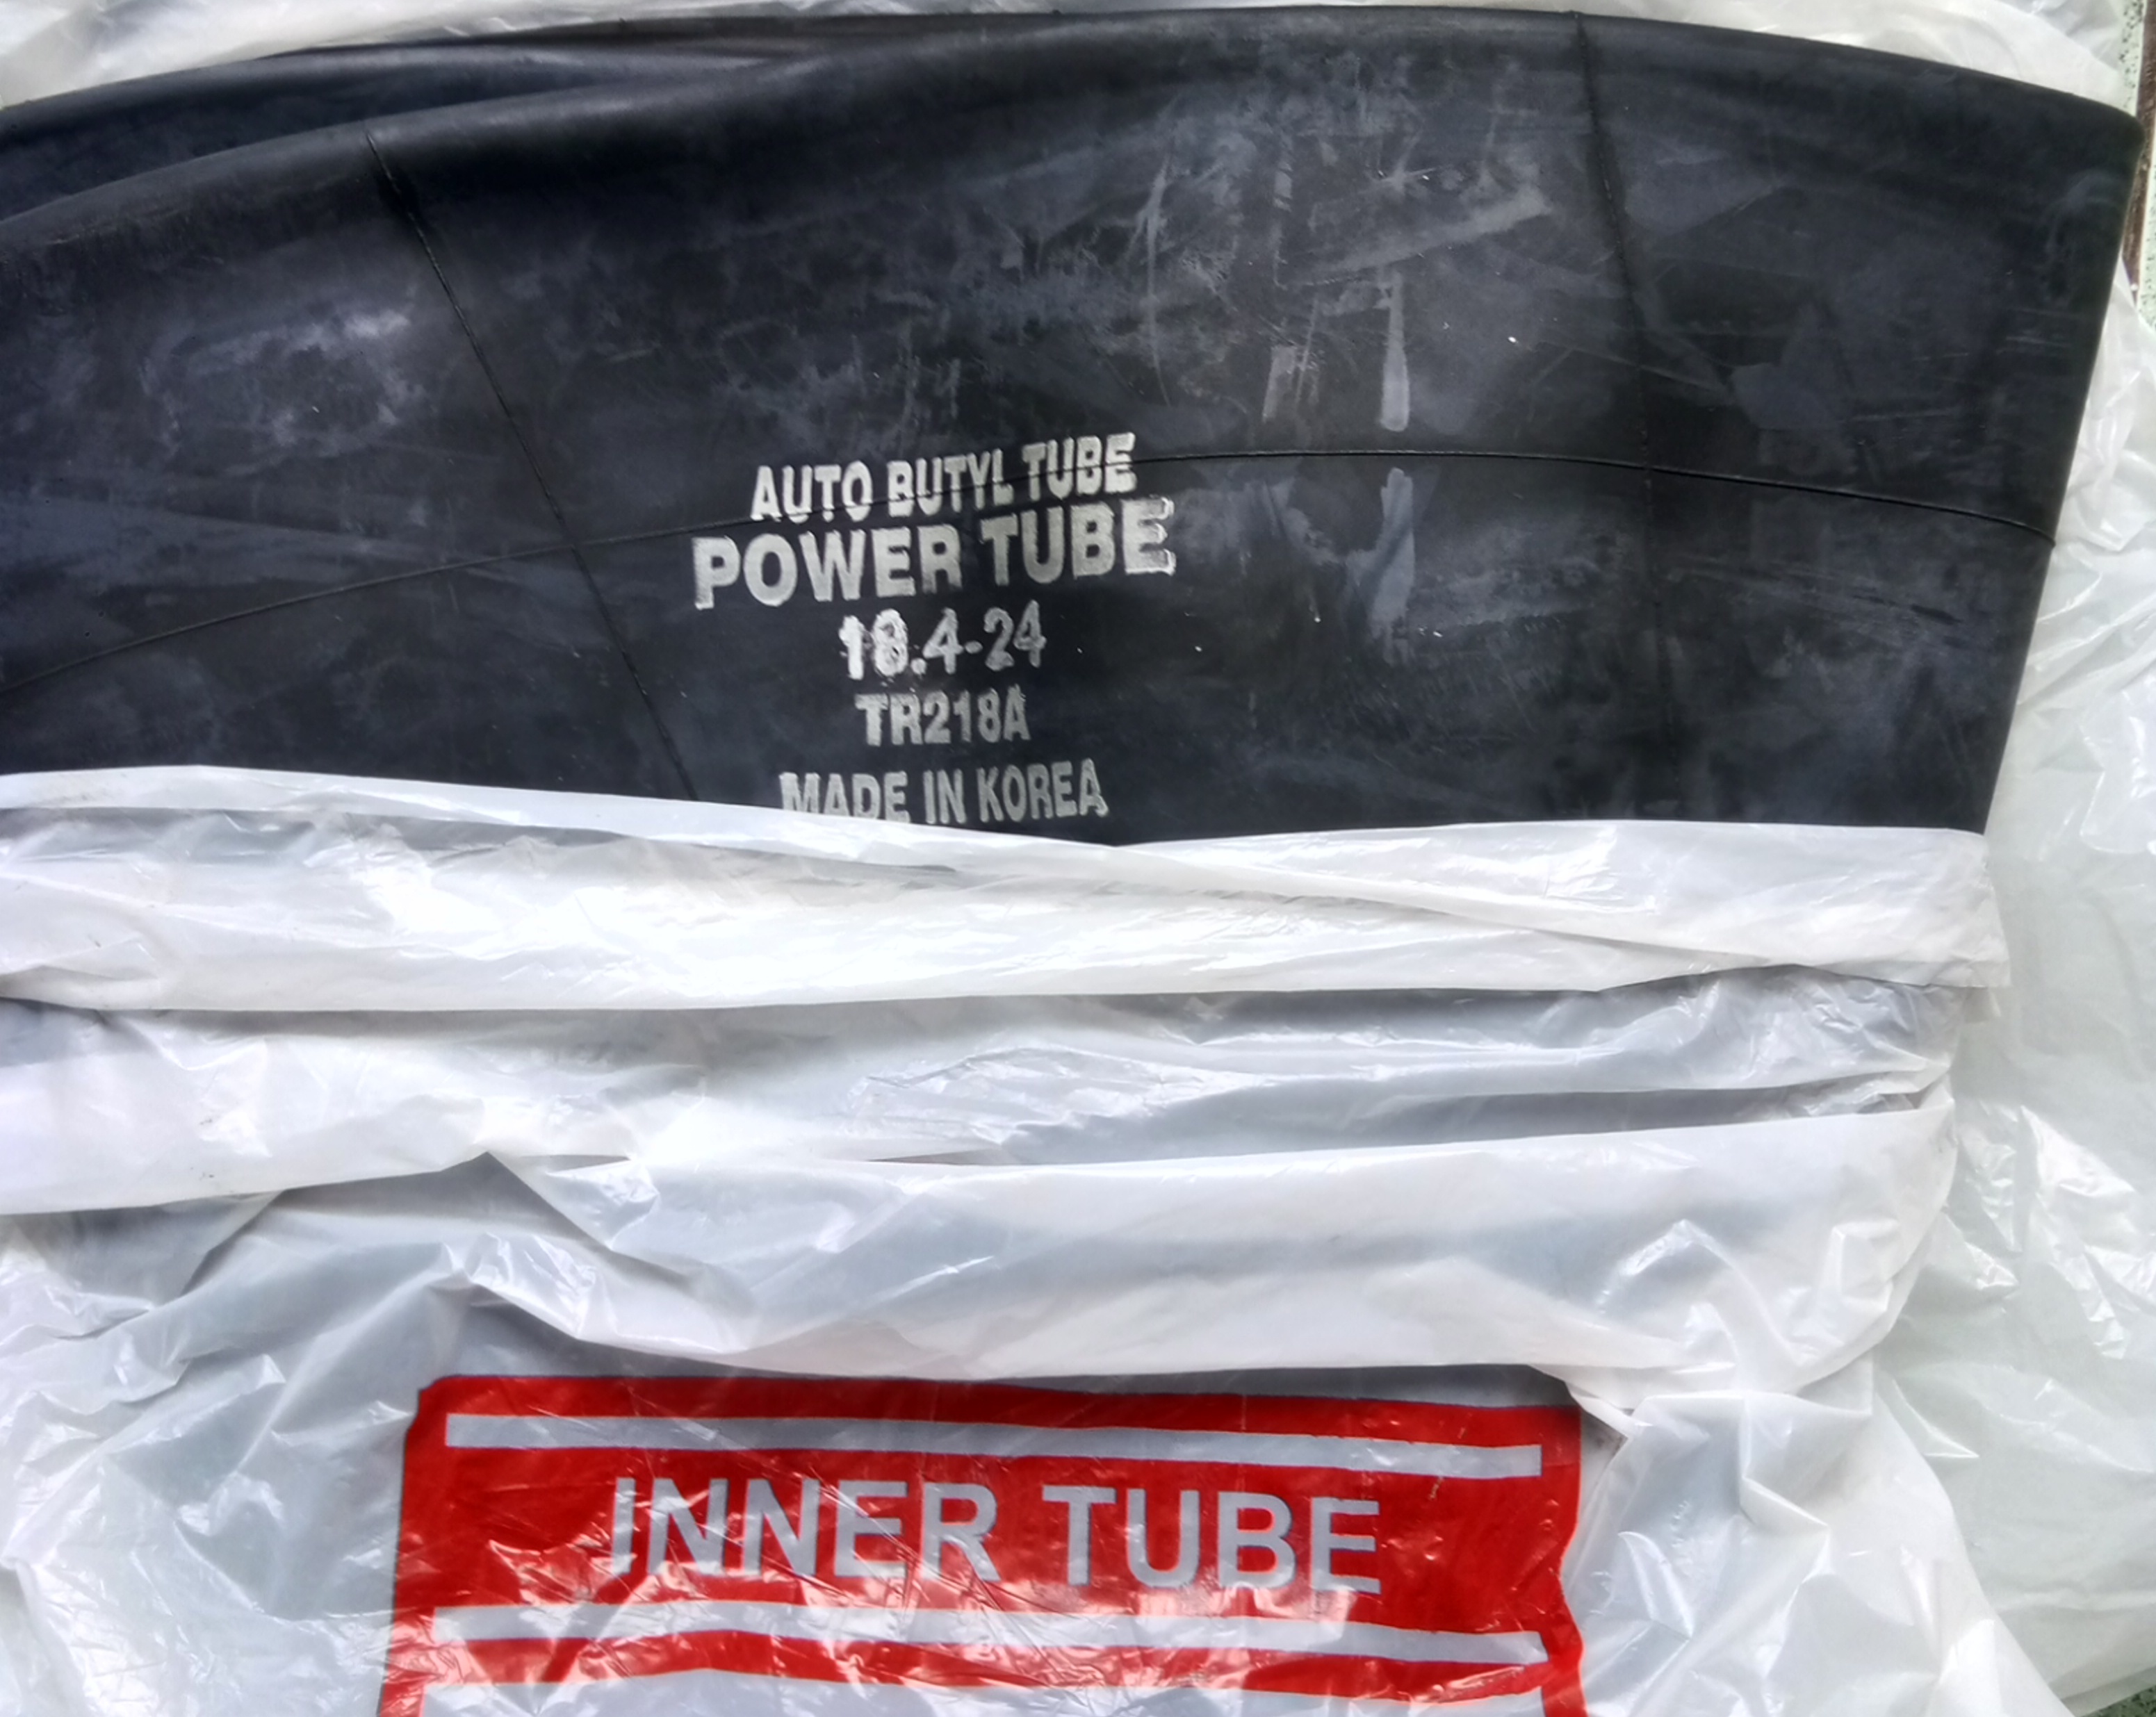 AUTO BUTYL TUBE
POWER TUBE
18.4-24
TR218A
MADE IN KOREA
INNER TUBE